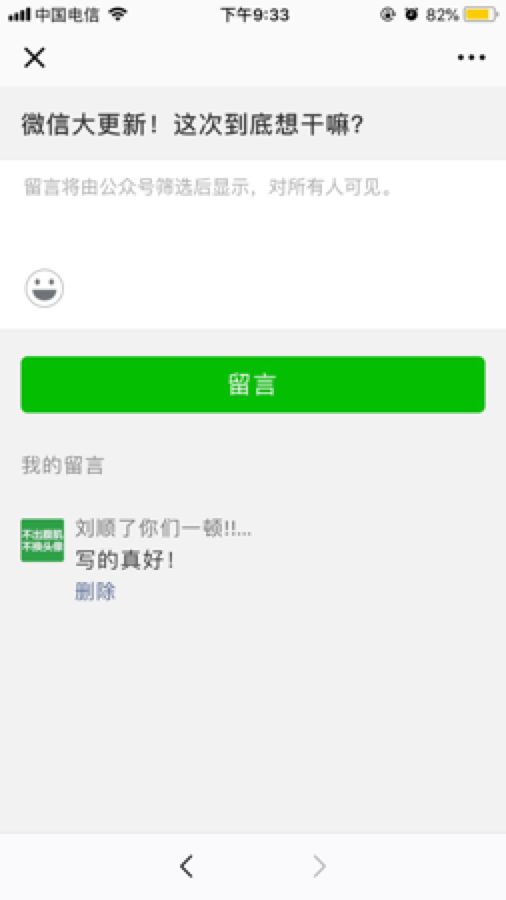 中国电信 下午9:33 82%
微信大更新！这次到底想干嘛？
留言将由公众号筛选后显示，对所有人可见。
留言
我的留言
不出腹肌
不换头像
刘顺了你们一顿!!...
写的真好！
删除